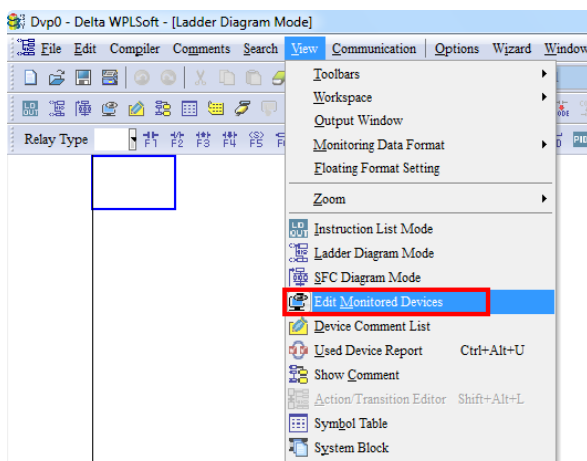 Dvp0 - Delta WPLSoft - [Ladder Diagram Mode]
File Edit Compiler Comments Search View Communication Options Wizard Window
Relay Type F1 F2 F3 F4 F5
Toolbars
Workspace
Output Window
Monitoring Data Format
Floating Format Setting
Zoom
LD OUT Instruction List Mode
Ladder Diagram Mode
SFC Diagram Mode
Edit Monitored Devices
Device Comment List
Used Device Report Ctrl+Alt+U
Show Comment
Action/Transition Editor Shift+Alt+L
Symbol Table
System Block